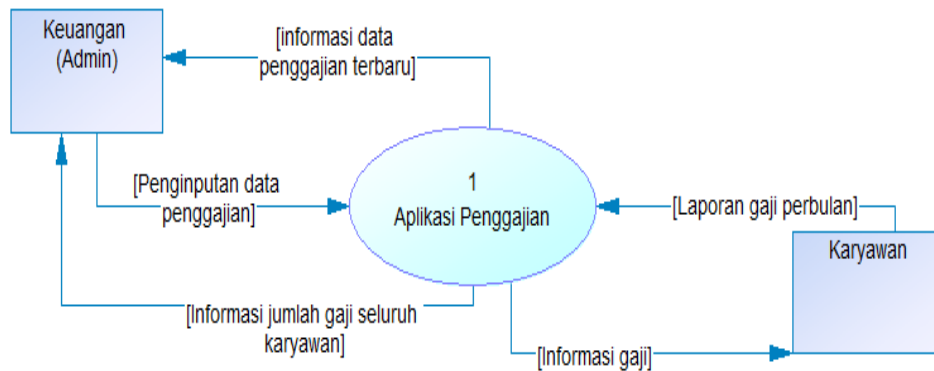 Keuangan
(Admin)
[informasi data
penggajian terbaru]
[Penginputan data
penggajian]
1
Aplikasi Penggajian
[Laporan gaji perbulan]
Karyawan
[Informasi jumlah gaji seluruh
karyawan]
[Informasi gaji]